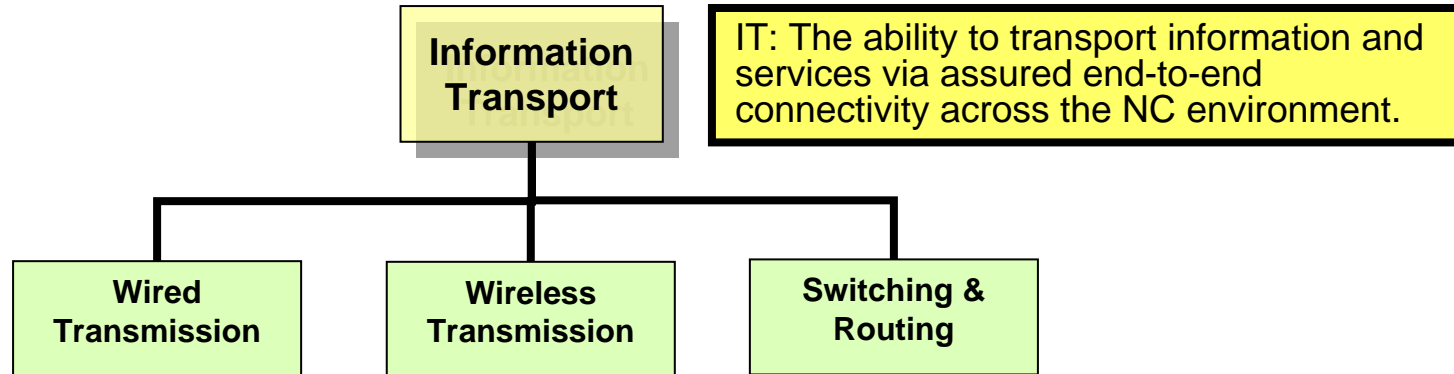 Information
Transport
IT: The ability to transport information and
services via assured end-to-end
connectivity across the NC environment.
Wired
Transmission
Wireless
Transmission
Switching &
Routing